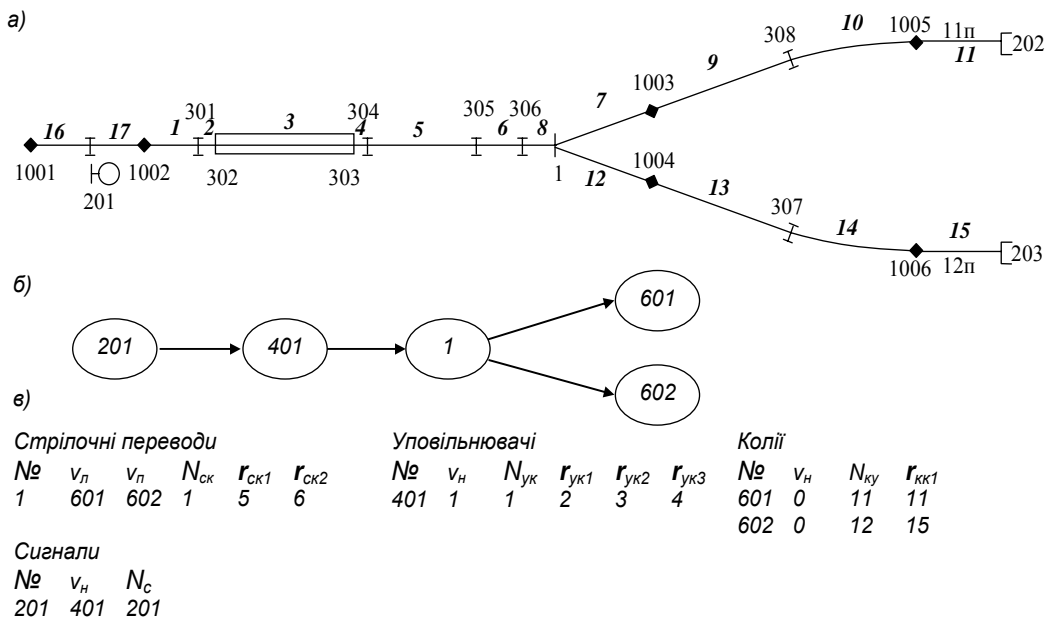 а)
10
1005
11п
308
202
11
9
1003
7
301
304
305
306
16
17
1
2
3
4
5
6
8
1001
201
1002
302
303
1
12
1004
13
307
14
15
1006
12п
203
б)
201
401
1
601
602
в)
Стрілочні переводи
№ vл vп Nск rск1 rск2
1 601 602 1 5 6
Уповільнювачі
№ vн Nук rук1 rук2 rук3
401 1 1 2 3 4
Колії
№ vн Nку rкк1
601 0 11 11
602 0 12 15
Сигнали
№ vн Nс
201 401 201